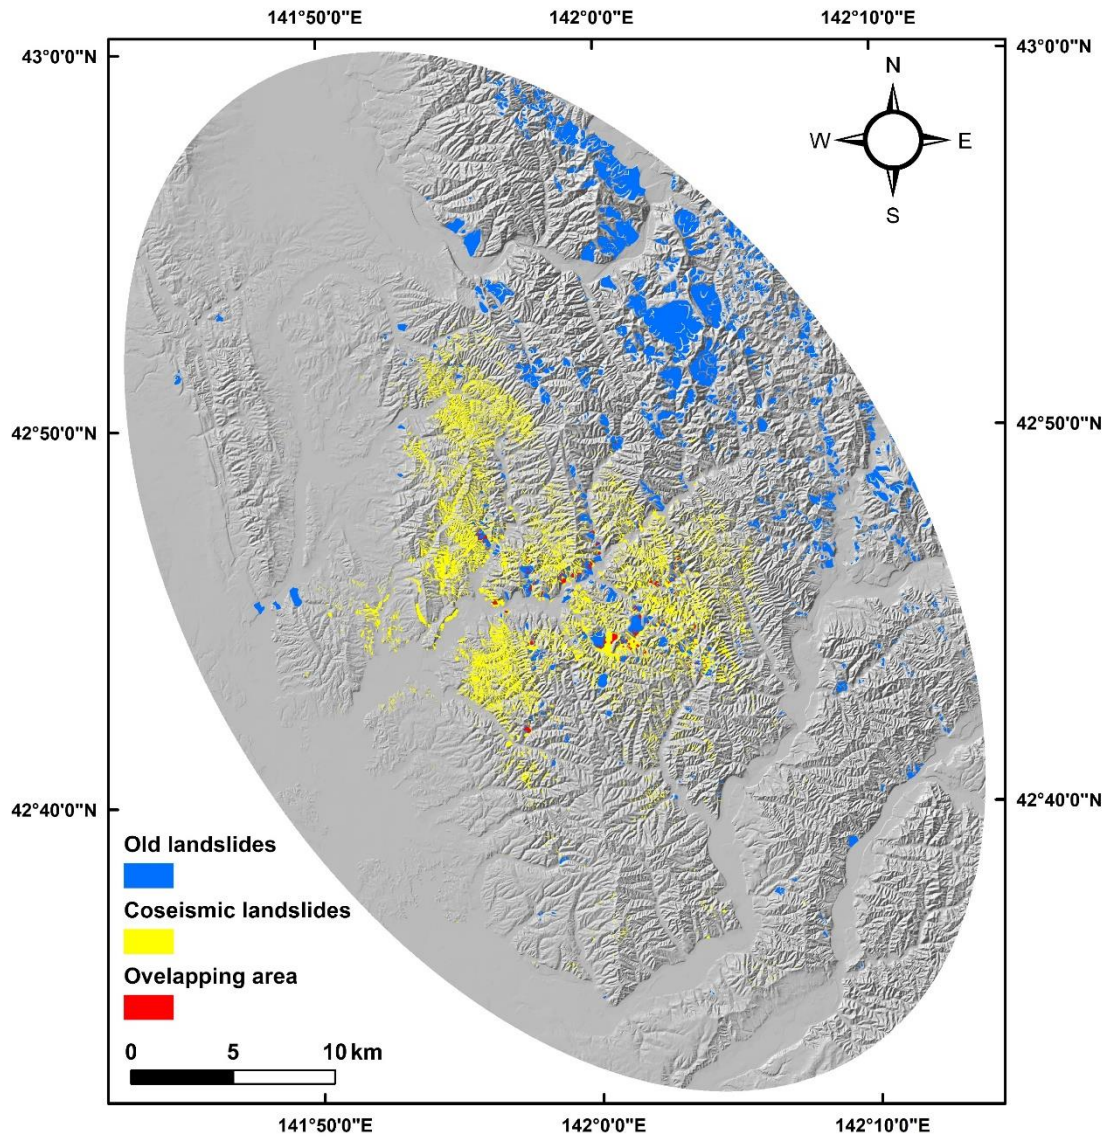 141°50'0"E 142°0'0"E 142°10'0"E
43°0'0"N 43°0'0"N
N
W E
S
42°50'0"N 42°50'0"N
42°40'0"N 42°40'0"N
Old landslides
Coseismic landslides
Ovelapping area
0 5 10 km
141°50'0"E 142°0'0"E 142°10'0"E